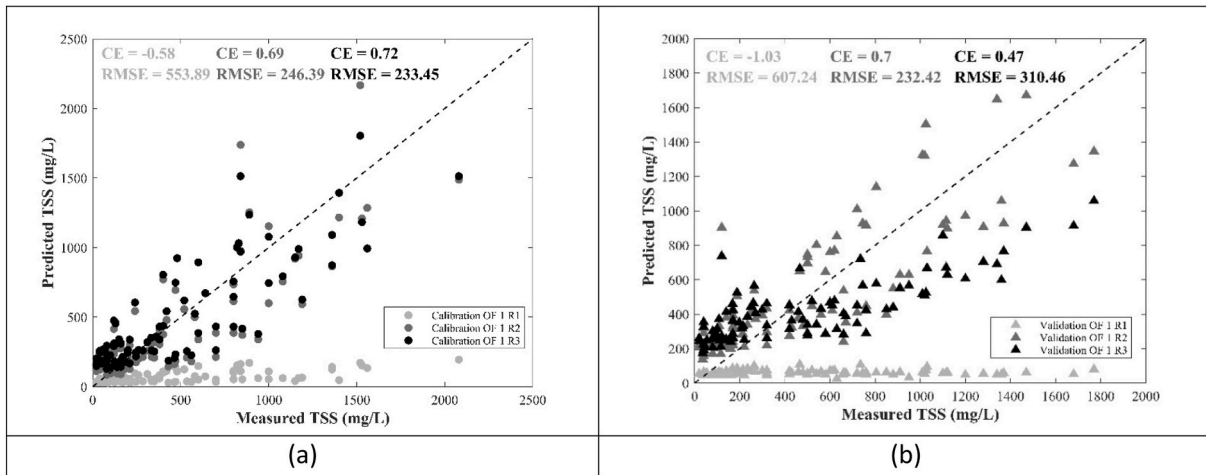 CE = -0.58 CE = 0.69 CE = 0.72
RMSE = 553.89 RMSE = 246.39 RMSE = 233.45
2500
2000
1500
1000
500
0
Predicted TSS (mg/L)
Calibration OF 1 R1
Calibration OF 1 R2
Calibration OF 1 R3
0 500 1000 1500 2000 2500
Measured TSS (mg/L)
(a)
CE = -1.03 CE = 0.7 CE = 0.47
RMSE = 607.24 RMSE = 232.42 RMSE = 310.46
2000
1800
1600
1400
1200
1000
800
600
400
200
0
Predicted TSS (mg/L)
Validation OF 1 R1
Validation OF 1 R2
Validation OF 1 R3
0 200 400 600 800 1000 1200 1400 1600 1800 2000
Measured TSS (mg/L)
(b)